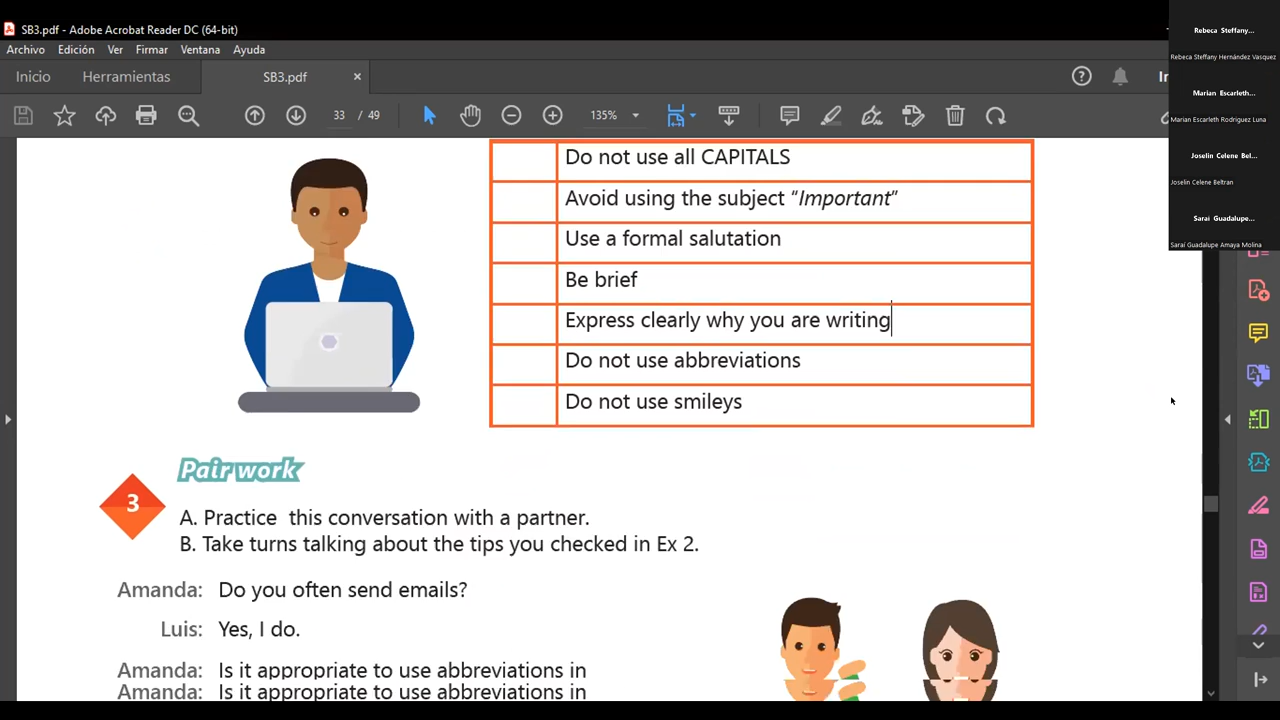 SB3.pdf - Adobe Acrobat Reader DC (64-bit)
Archivo Edición Ver Firmar Ventana Ayuda
Inicio Herramientas SB3.pdf
33 / 49 135%
Rebeca Steffany...
Rebeca Steffany Hernández Vasquez
Marian Escarleth...
Marian Escarleth Rodriguez Luna
Joselin Celene Bel...
Joselin Celene Beltran
Sarai Guadalupe...
Sarai Guadalupe Amaya Molina
Do not use all CAPITALS
Avoid using the subject “Important”
Use a formal salutation
Be brief
Express clearly why you are writing
Do not use abbreviations
Do not use smileys
Pair work
3
A. Practice this conversation with a partner.
B. Take turns talking about the tips you checked in Ex 2.
Amanda: Do you often send emails?
Luis: Yes, I do.
Amanda: Is it appropriate to use abbreviations in
Amanda: Is it appropriate to use abbreviations in